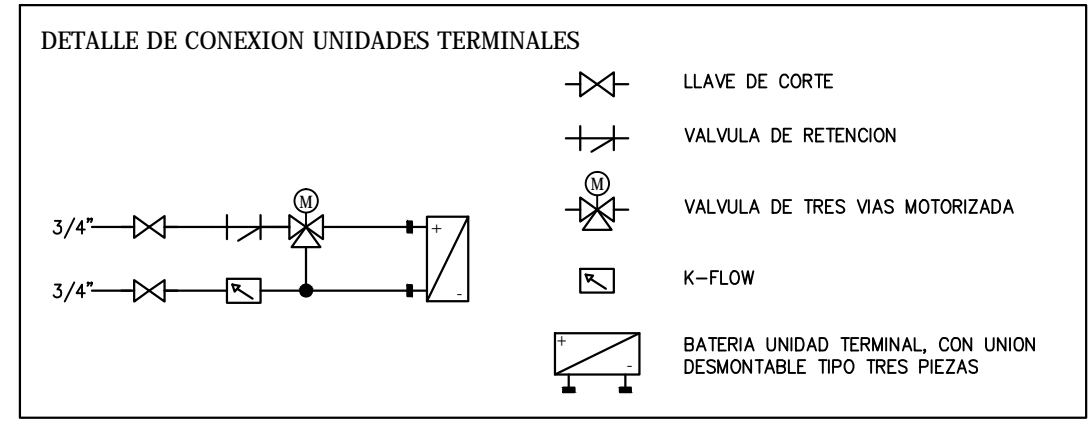 DETALLE DE CONEXION UNIDADES TERMINALES
LLAVE DE CORTE
VALVULA DE RETENCION
M
VALVULA DE TRES VIAS MOTORIZADA
M
3/4"
+
3/4"
-
K-FLOW
+
-
BATERIA UNIDAD TERMINAL, CON UNION
DESMONTABLE TIPO TRES PIEZAS